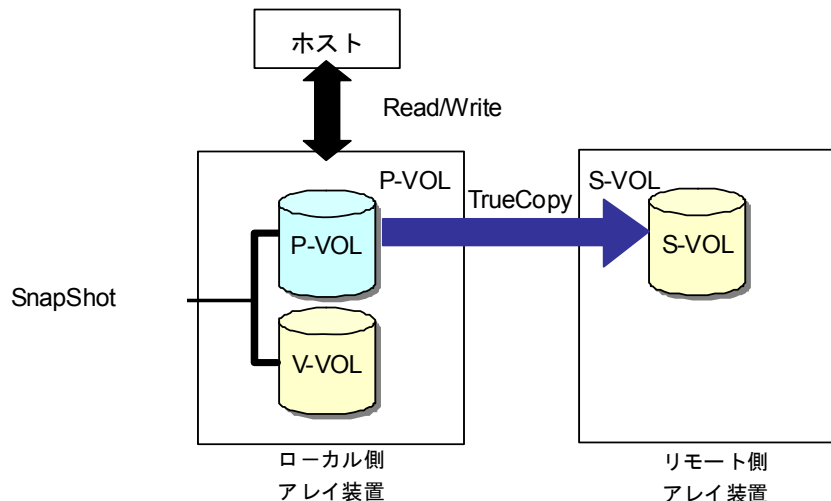 ホスト
Read/Write
P-VOL
S-VOL
TrueCopy
P-VOL
S-VOL
SnapShot
V-VOL
ローカル側
アレイ装置
リモート側
アレイ装置